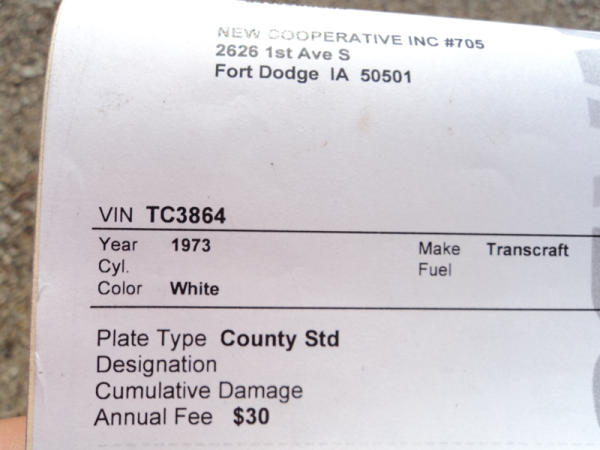 NEW COOPERATIVE INC #705
2626 1st Ave S
Fort Dodge IA 50501
VIN TC3864
Year 1973 Make Transcraft
Cyl. Fuel
Color White
Plate Type County Std
Designation
Cumulative Damage
Annual Fee $30